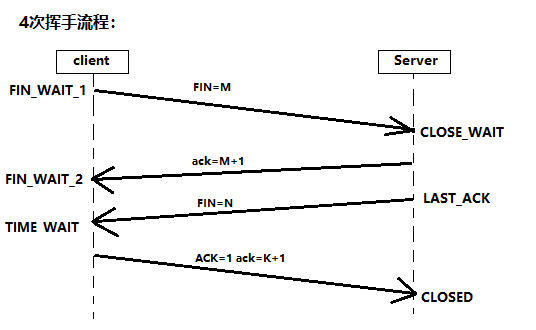 4次挥手流程：
client
Server
FIN_WAIT_1
FIN=M
CLOSE_WAIT
ack=M+1
FIN_WAIT_2
FIN=N
LAST_ACK
TIME WAIT
ACK=1 ack=K+1
CLOSED